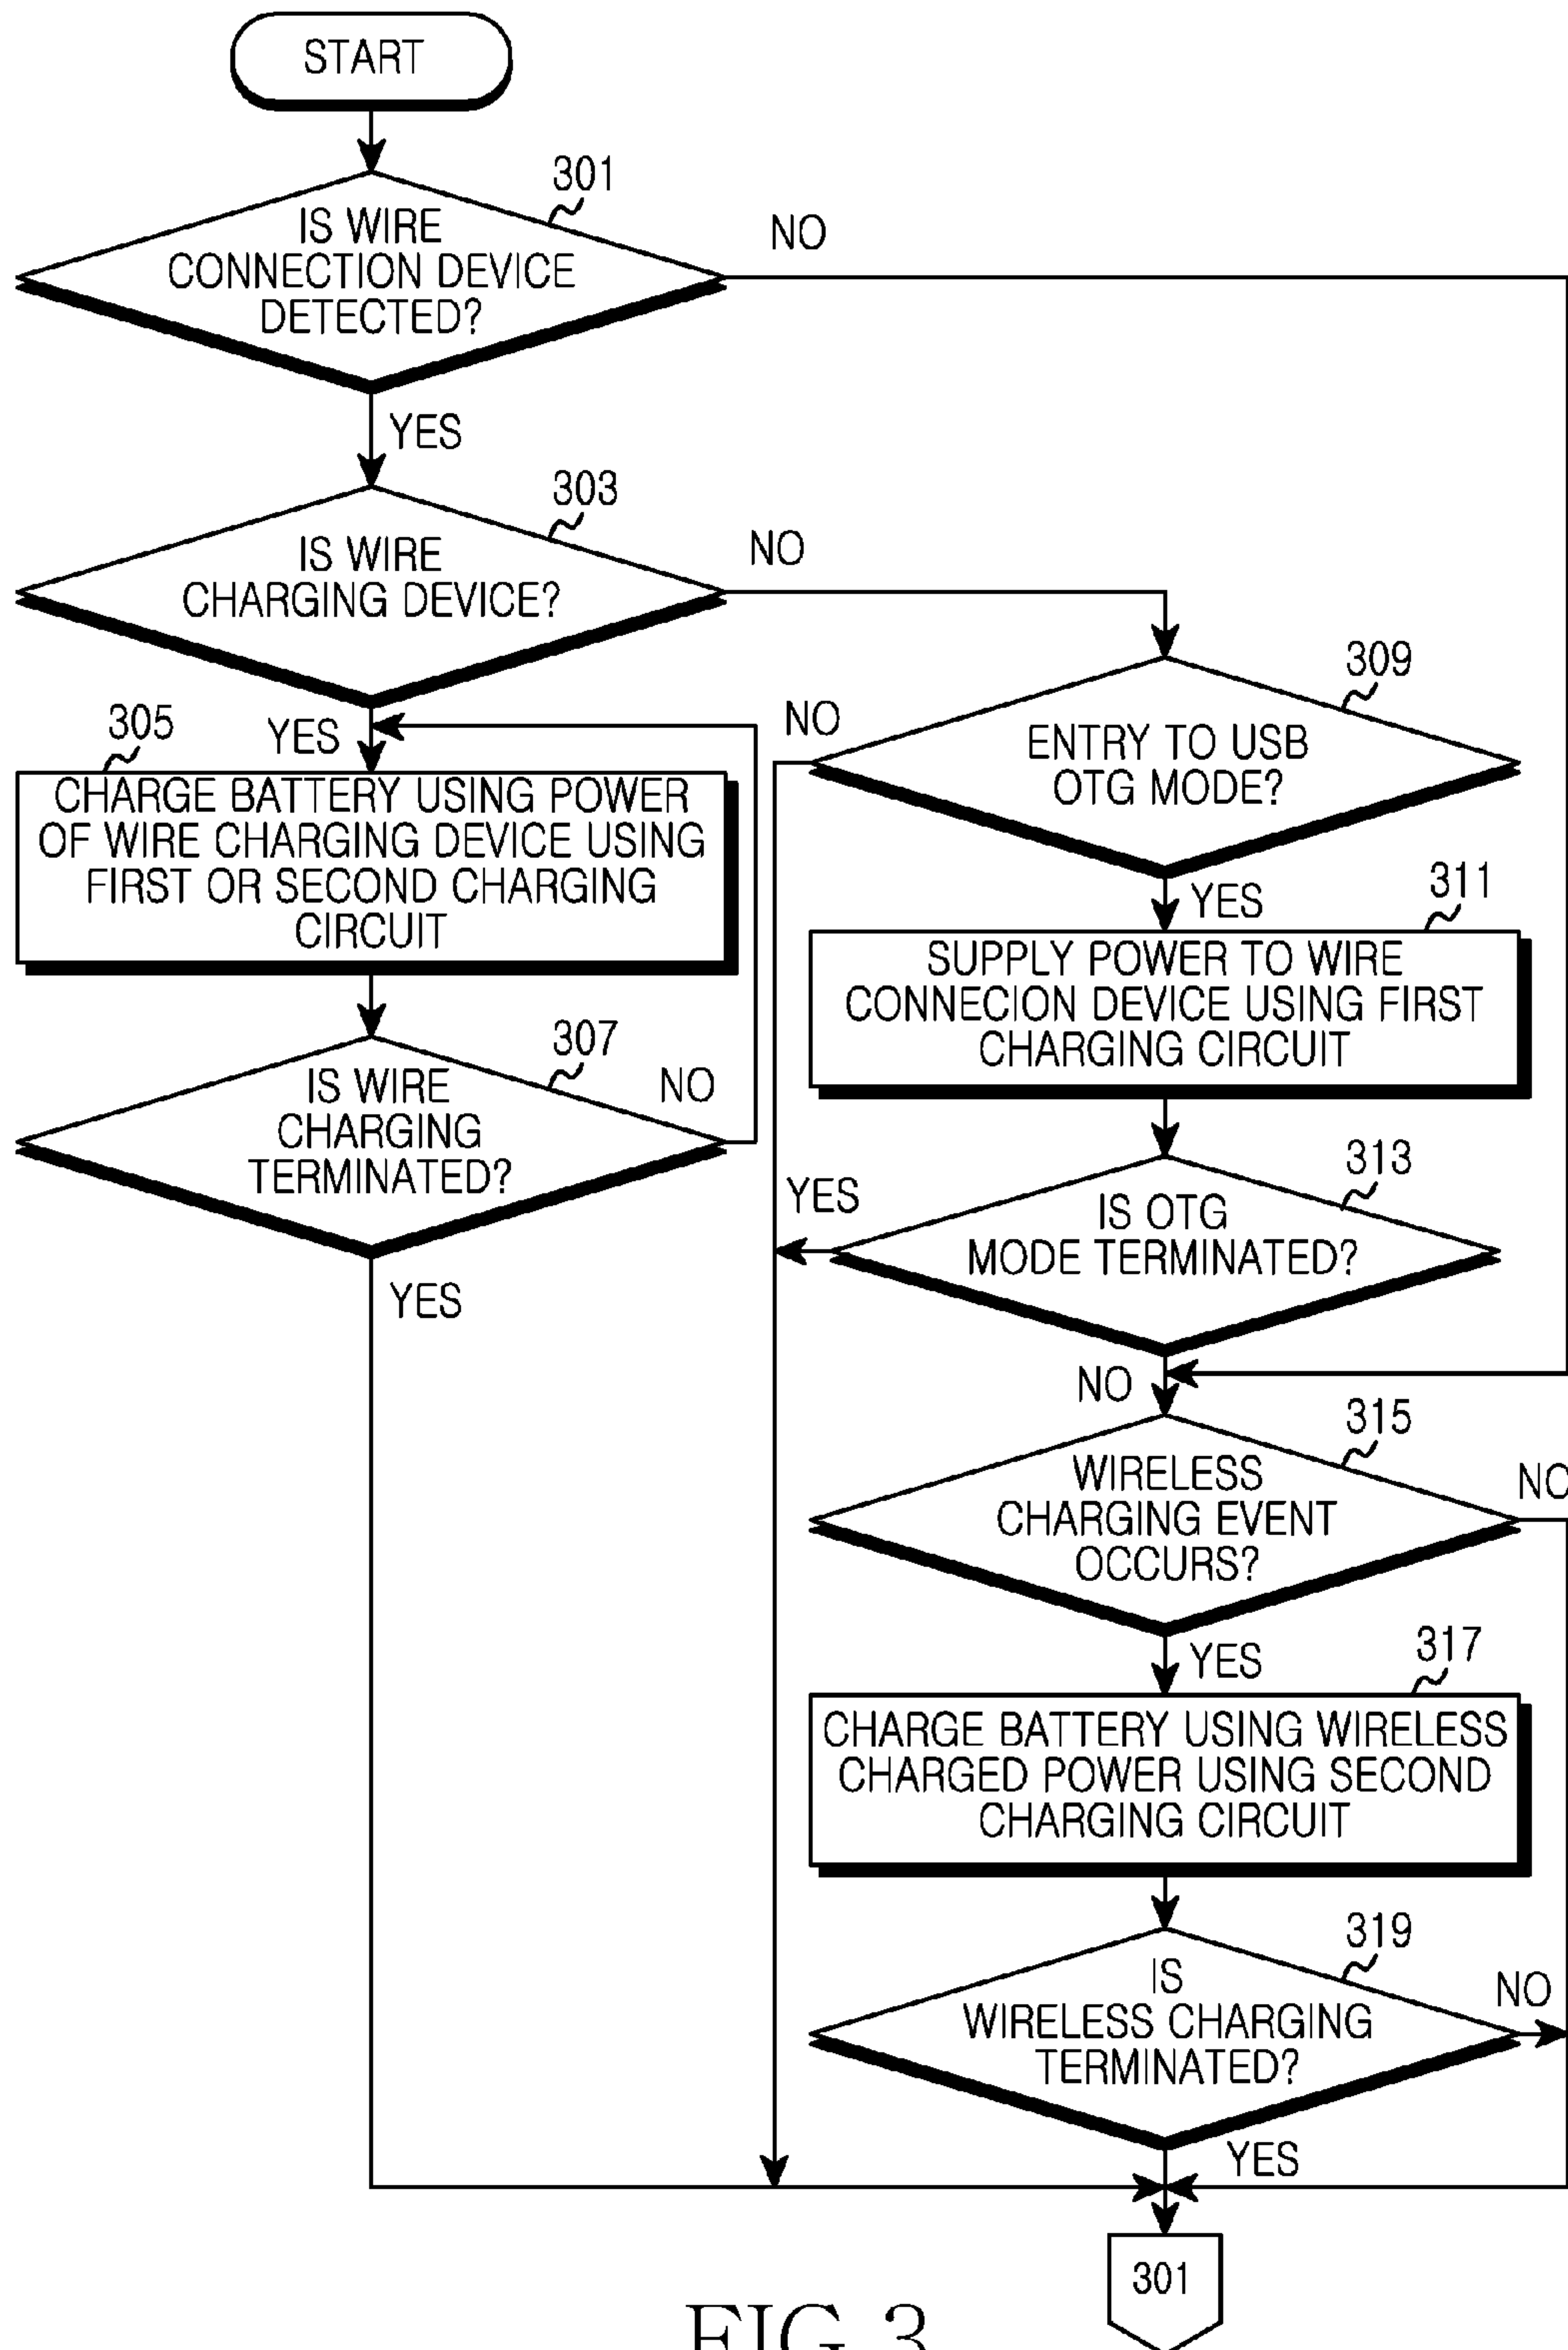 START
301
IS WIRE
CONNECTION DEVICE
DETECTED?
NO
YES
303
IS WIRE
CHARGING DEVICE?
NO
YES
305
CHARGE BATTERY USING POWER
OF WIRE CHARGING DEVICE USING
FIRST OR SECOND CHARGING
CIRCUIT
307
IS WIRE
CHARGING
TERMINATED?
NO
YES
309
ENTRY TO USB
OTG MODE?
NO
YES
311
SUPPLY POWER TO WIRE
CONNECION DEVICE USING FIRST
CHARGING CIRCUIT
313
IS OTG
MODE TERMINATED?
YES
NO
315
WIRELESS
CHARGING EVENT
OCCURS?
NO
YES
317
CHARGE BATTERY USING WIRELESS
CHARGED POWER USING SECOND
CHARGING CIRCUIT
319
IS
WIRELESS CHARGING
TERMINATED?
NO
YES
301
FIG.3